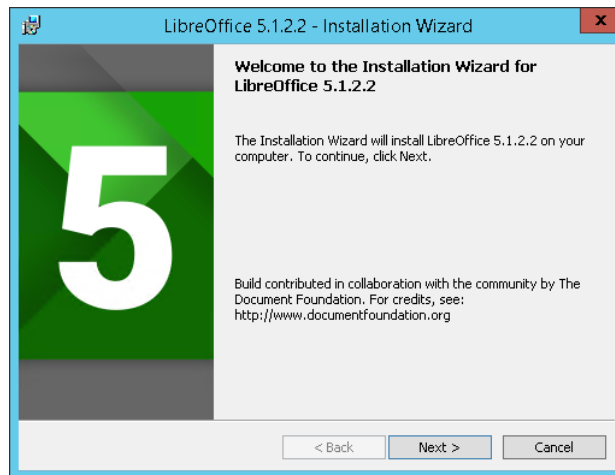 LibreOffice 5.1.2.2 - Installation Wizard
x
Welcome to the Installation Wizard for
LibreOffice 5.1.2.2
The Installation Wizard will install LibreOffice 5.1.2.2 on your
computer. To continue, click Next.
5
Build contributed in collaboration with the community by The
Document Foundation. For credits, see:
http://www.documentfoundation.org
< Back
Next >
Cancel